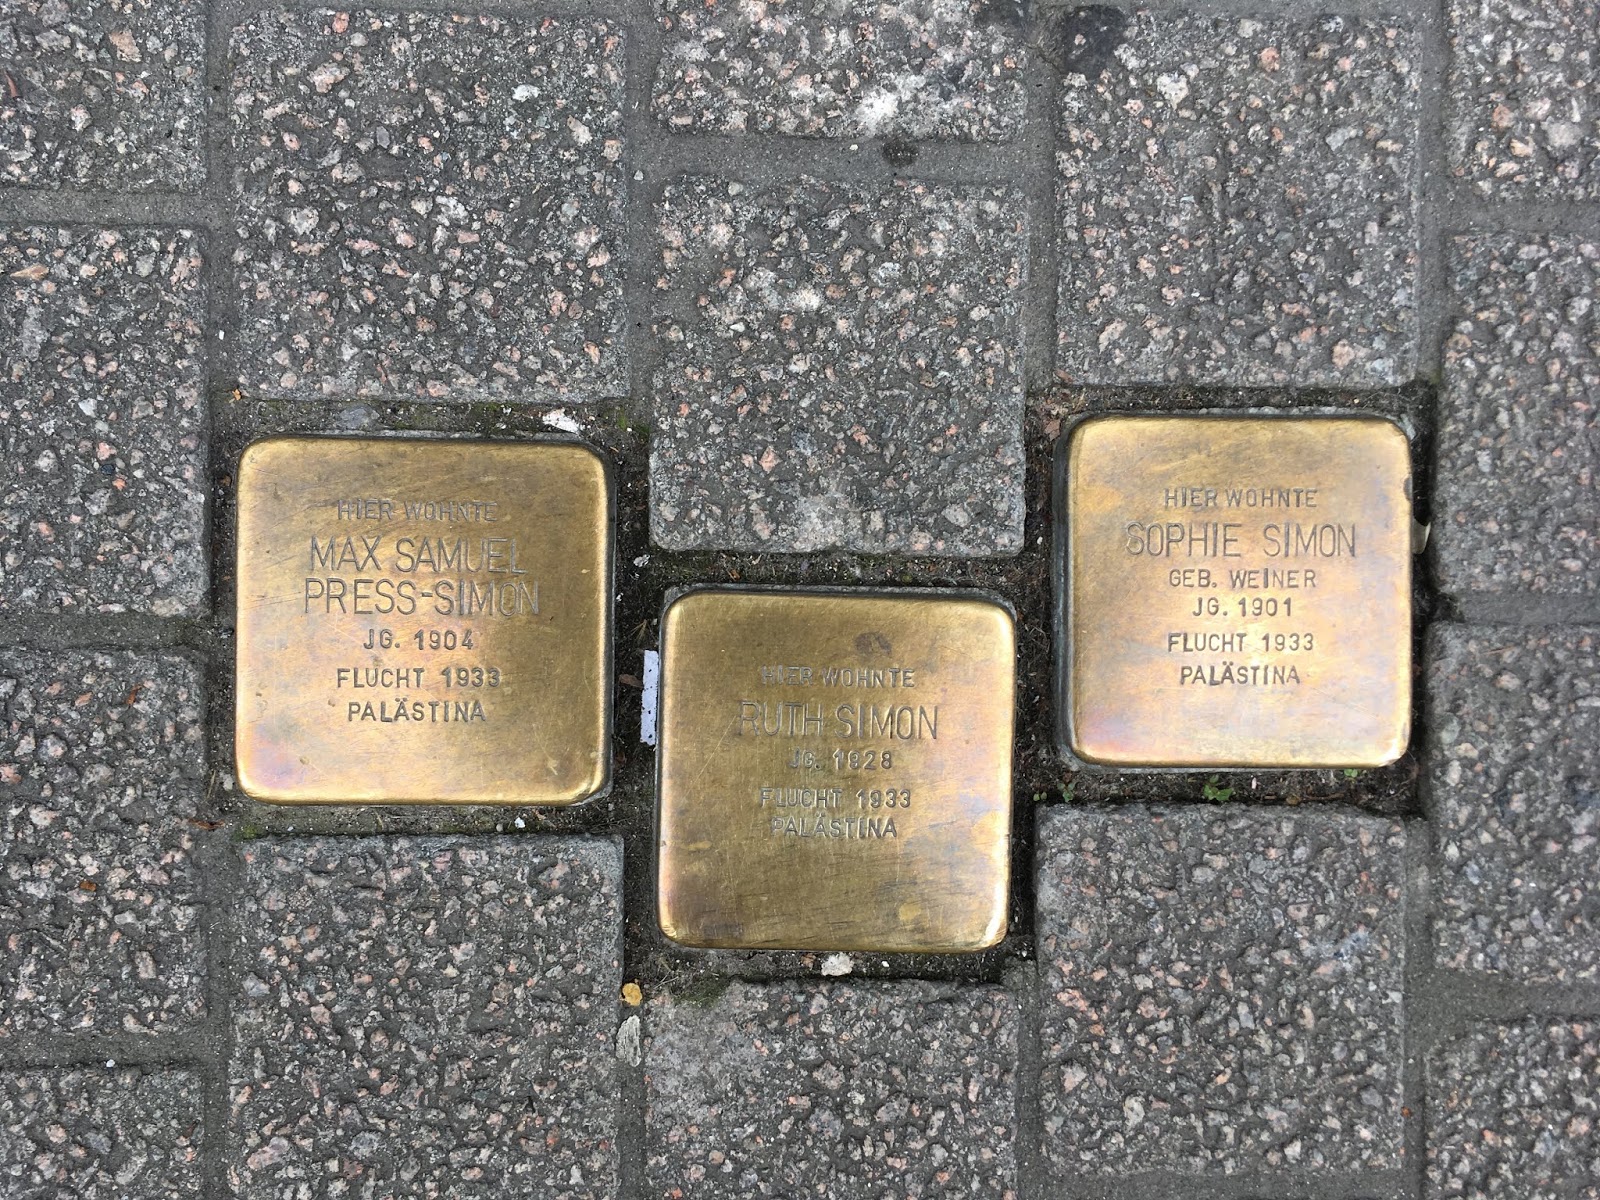 HIER WOHNTE
MAX SAMUEL
PRESS-SIMON
JG. 1904
FLUCHT 1933
PALÄSTINA
HIER WOHNTE
RUTH SIMON
JG. 1928
FLUCHT 1933
PALÄSTINA
HIER WOHNTE
SOPHIE SIMON
GEB. WEINER
JG. 1901
FLUCHT 1933
PALÄSTINA